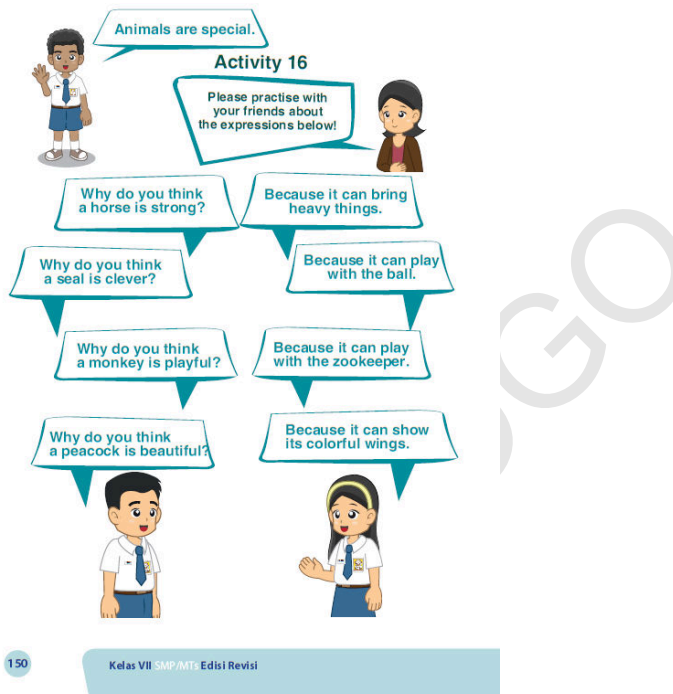 Animals are special.
Activity 16
Please practise with
your friends about
the expressions below!
Why do you think
a horse is strong?
Because it can bring
heavy things.
Why do you think
a seal is clever?
Because it can play
with the ball.
Why do you think
a monkey is playful?
Because it can play
with the zookeeper.
Why do you think
a peacock is beautiful?
Because it can show
its colorful wings.
150
Kelas VII SMP/MTs Edisi Revisi